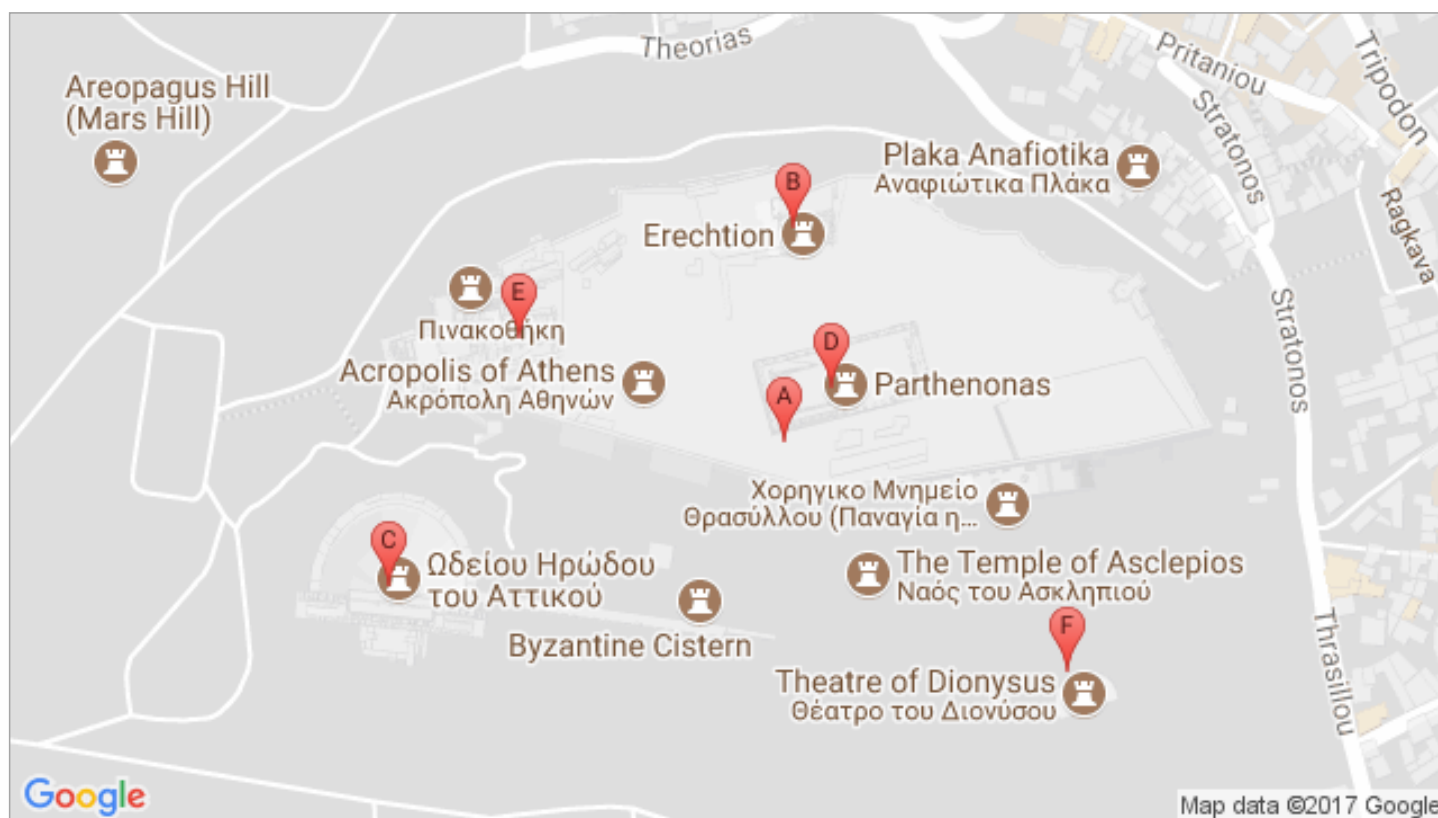 Theorias
Pritaniou
Tripodon
Areopagus Hill
(Mars Hill)
Stratonos
Plaka Anafiotika
Αναφιώτικα Πλάκα
B
Erechtion
Ragkava
E
Πινακοθήκη
Stratonos
D
Acropolis of Athens
Ακρόπολη Αθηνών
Parthenonas
A
Χορηγικο Μνημείο
Θρασύλλου (Παναγία η...
C
Ωδείου Ηρώδου
του Αττικού
The Temple of Asclepios
Ναός του Ασκληπιού
Byzantine Cistern
F
Theatre of Dionysus
Θέατρο του Διονύσου
Thrasillou
Google
Map data ©2017 Google